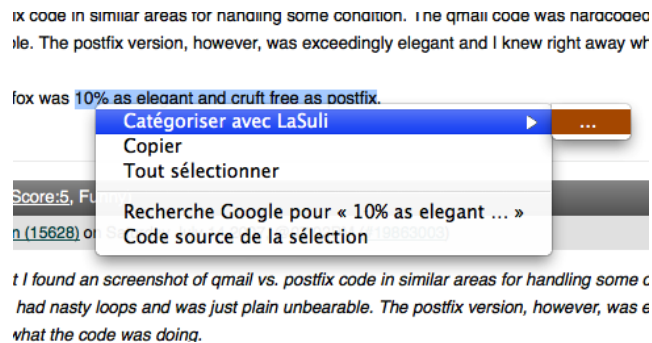 ix code in similar areas for handling some condition. The qmail code was hardcoded
le. The postfix version, however, was exceedingly elegant and I knew right away wh
fox was 10% as elegant and cruft free as postfix.
Catégoriser avec LaSuli
...
Copier
Tout sélectionner
Recherche Google pour « 10% as elegant ... »
Code source de la sélection
Score:5, Funny
n (15628) on
#19863003)
t I found an screenshot of qmail vs. postfix code in similar areas for handling some c
had nasty loops and was just plain unbearable. The postfix version, however, was e
what the code was doing.